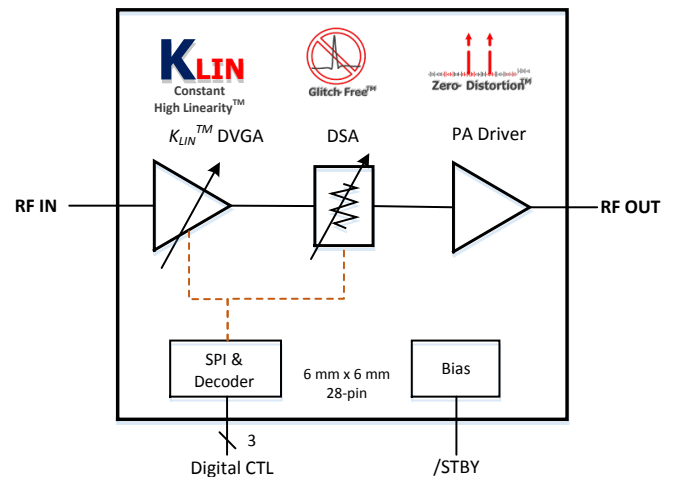 KLIN
Constant
High Linearity™
Glitch-Free™
Zero- Distortion™
KLIN™ DVGA
DSA
PA Driver
RF IN
RF OUT
SPI &
Decoder
6 mm x 6 mm
28-pin
Bias
3
Digital CTL
/STBY